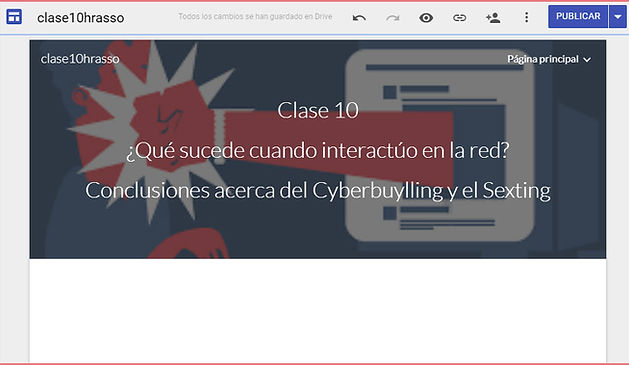 clase10hrasso
Todos los cambios se han guardado en Drive
PUBLICAR
clase10hrasso
Página principal
Clase 10
¿Qué sucede cuando interactúo en la red?
Conclusiones acerca del Cyberbuylling y el Sexting